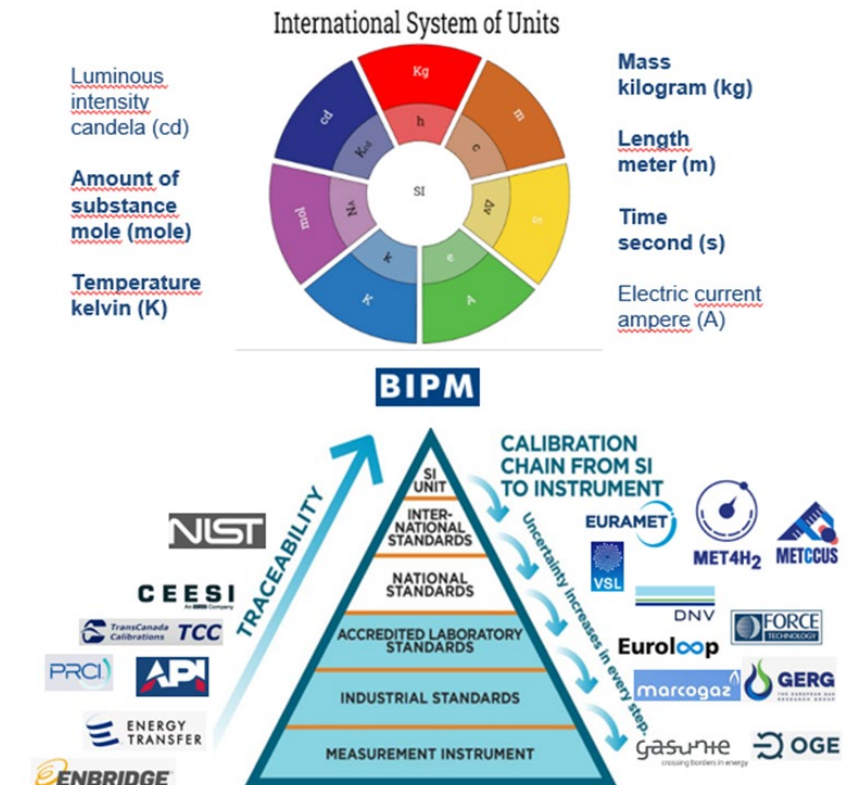 International System of Units
Luminous
intensity
candela (cd)
Amount of
substance
mole (mole)
Temperature
kelvin (K)
Kg
m
s
A
K
mol
cd
h
c
Δν
e
k
NA
Kcd
SI
Mass
kilogram (kg)
Length
meter (m)
Time
second (s)
Electric current
ampere (A)
BIPM
TRACEABILITY
SI
UNIT
INTER-
NATIONAL
STANDARDS
NATIONAL
STANDARDS
ACCREDITED LABORATORY
STANDARDS
INDUSTRIAL STANDARDS
MEASUREMENT INSTRUMENT
CALIBRATION
CHAIN FROM SI
TO INSTRUMENT
Uncertainty increases in every step.
NIST
CEESI
An Company
TransCanada
Calibrations
TCC
PRCI
API
ENERGY
TRANSFER
ENBRIDGE
EURAMET
MET4H2
METCCUS
VSL
DNV
FORCE
TECHNOLOGY
Euroloop
marcogaz
GERG
THE EUROPEAN GAS
RESEARCH GROUP
gasunie
crossing borders in energy
OGE